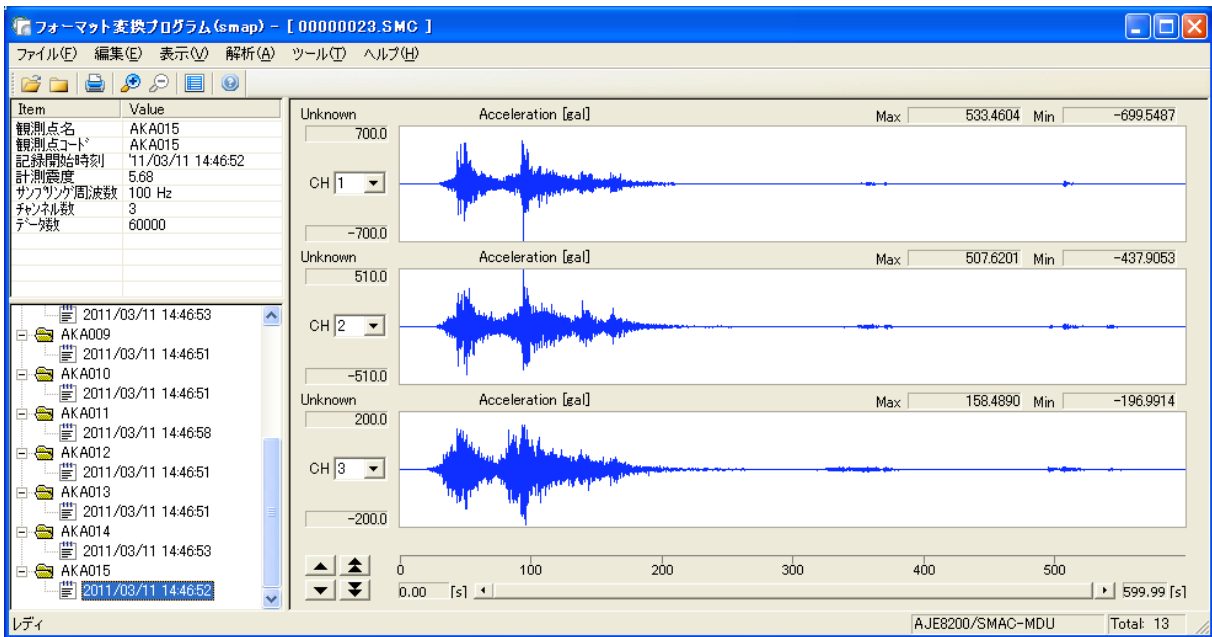 フォーマット変換プログラム(smap) - [ 00000023.SMC ]
ファイル(F) 編集(E) 表示(V) 解析(A) ツール(T) ヘルプ(H)
Item Value
観測点名 AKA015
観測点コード AKA015
記録開始時刻 '11/03/11 14:46:52
計測震度 5.68
サンプリング周波数 100 Hz
チャンネル数 3
データ数 60000
2011/03/11 14:46:53
AKA009
2011/03/11 14:46:51
AKA010
2011/03/11 14:46:51
AKA011
2011/03/11 14:46:58
AKA012
2011/03/11 14:46:51
AKA013
2011/03/11 14:46:51
AKA014
2011/03/11 14:46:53
AKA015
2011/03/11 14:46:52
Unknown Acceleration [gal] Max 533.4604 Min -699.5487
700.0
CH 1
-700.0
Unknown Acceleration [gal] Max 507.6201 Min -437.9053
510.0
CH 2
-510.0
Unknown Acceleration [gal] Max 158.4890 Min -196.9914
200.0
CH 3
-200.0
0 100 200 300 400 500
0.00 [s] 599.99 [s]
レディ AJE8200/SMAC-MDU Total: 13